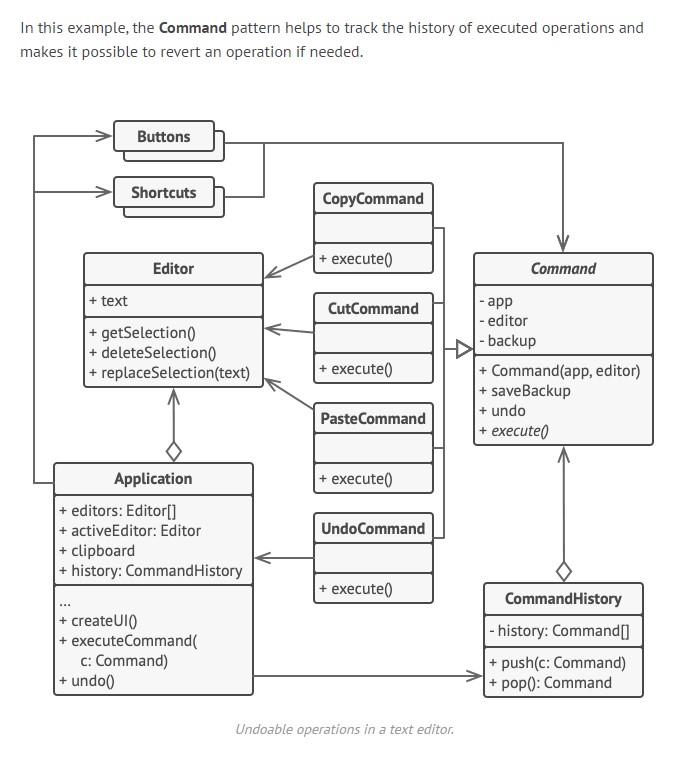 In this example, the Command pattern helps to track the history of executed operations and
makes it possible to revert an operation if needed.
Buttons
Shortcuts
CopyCommand
+ execute()
Editor
+ text
+ getSelection()
+ deleteSelection()
+ replaceSelection(text)
CutCommand
+ execute()
Command
- app
- editor
- backup
+ Command(app, editor)
+ saveBackup
+ undo
+ execute()
PasteCommand
+ execute()
Application
+ editors: Editor[]
+ activeEditor: Editor
+ clipboard
+ history: CommandHistory
...
+ createUI()
+ executeCommand(
c: Command)
+ undo()
UndoCommand
+ execute()
CommandHistory
- history: Command[]
+ push(c: Command)
+ pop(): Command
Undoable operations in a text editor.